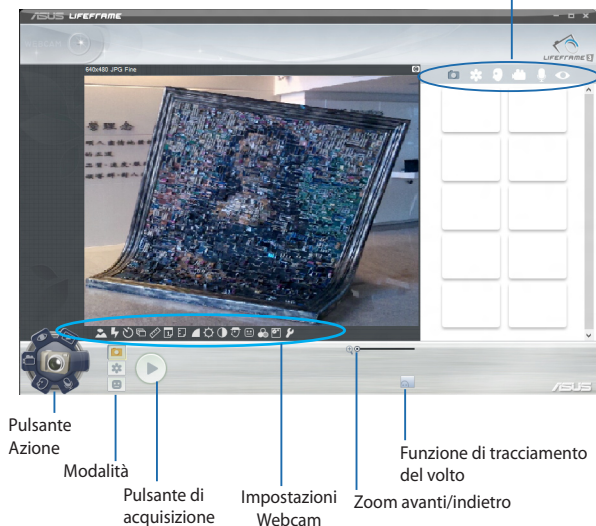 ASUS LIFEFRAME
LIFEFRAME3
640x480 JPG Fine
ASUS
Pulsante
Azione
Modalità
Pulsante di
acquisizione
Impostazioni
Webcam
Zoom avanti/indietro
Funzione di tracciamento
del volto